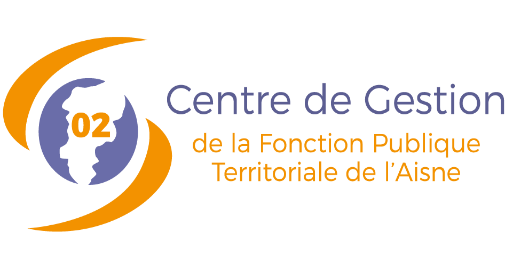 02
Centre de Gestion
de la Fonction Publique
Territoriale de l'Aisne